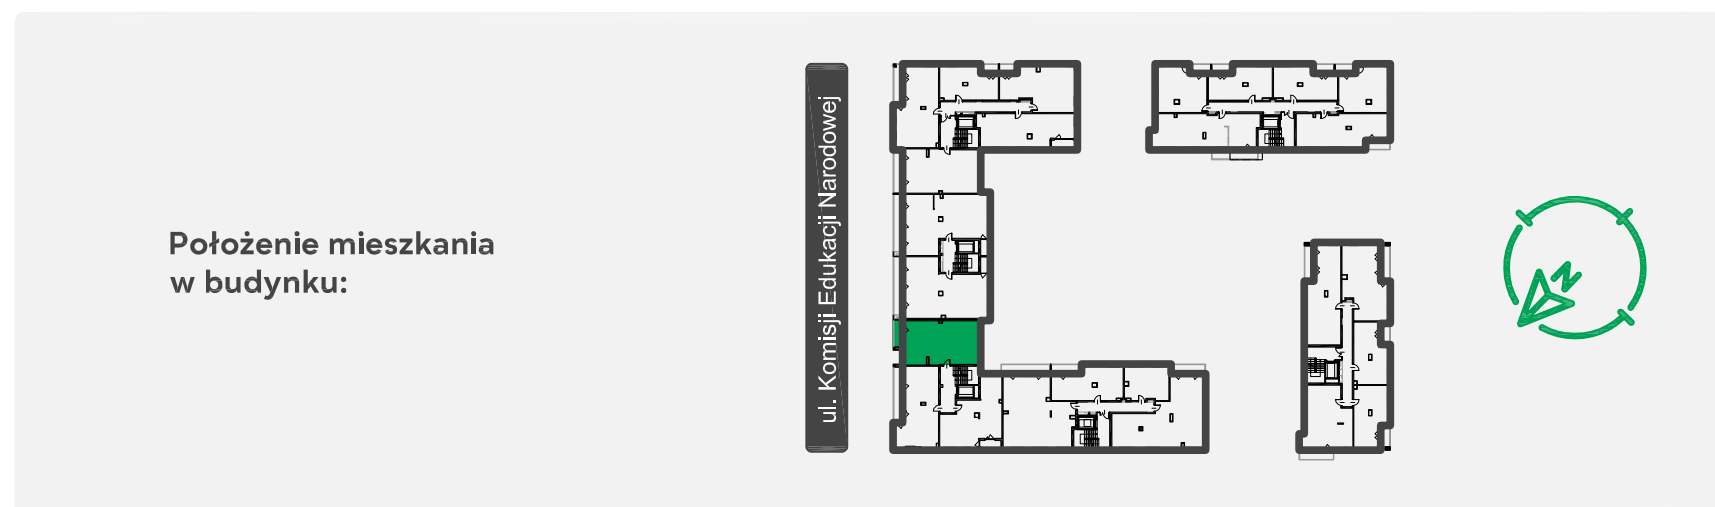 Położenie mieszkania
w budynku:
ul. Komisji Edukacji Narodowej
N